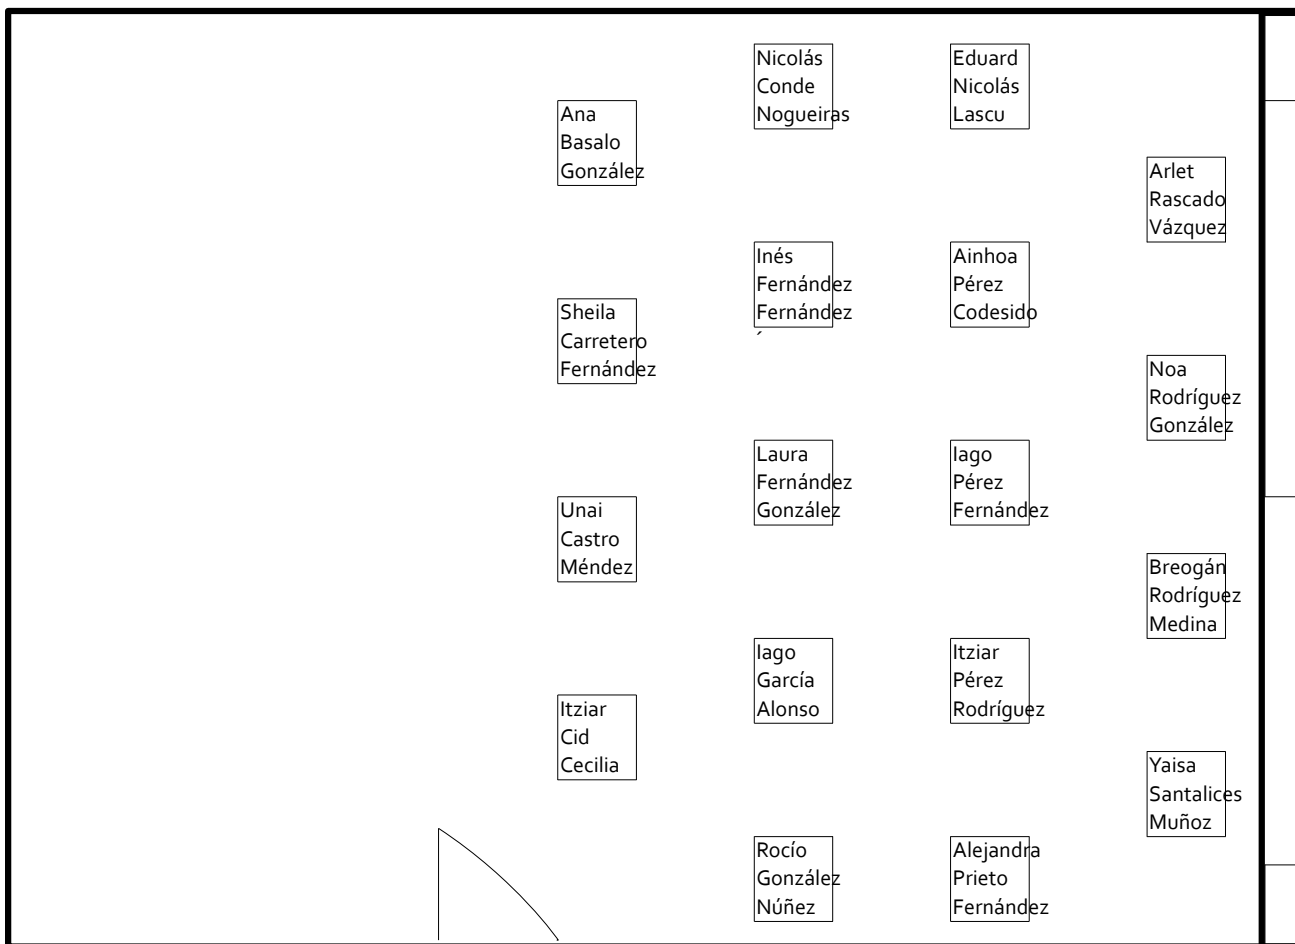 Ana
Basalo
González
Sheila
Carretero
Fernández
Unai
Castro
Méndez
Itziar
Cid
Cecilia
Nicolás
Conde
Nogueiras
Inés
Fernández
Fernández
Laura
Fernández
González
Iago
García
Alonso
Rocío
González
Núñez
Eduard
Nicolás
Lascu
Ainhoa
Pérez
Codesido
Iago
Pérez
Fernández
Itziar
Pérez
Rodríguez
Alejandra
Prieto
Fernández
Arlet
Rascado
Vázquez
Noa
Rodríguez
González
Breogán
Rodríguez
Medina
Yaisa
Santalices
Muñoz